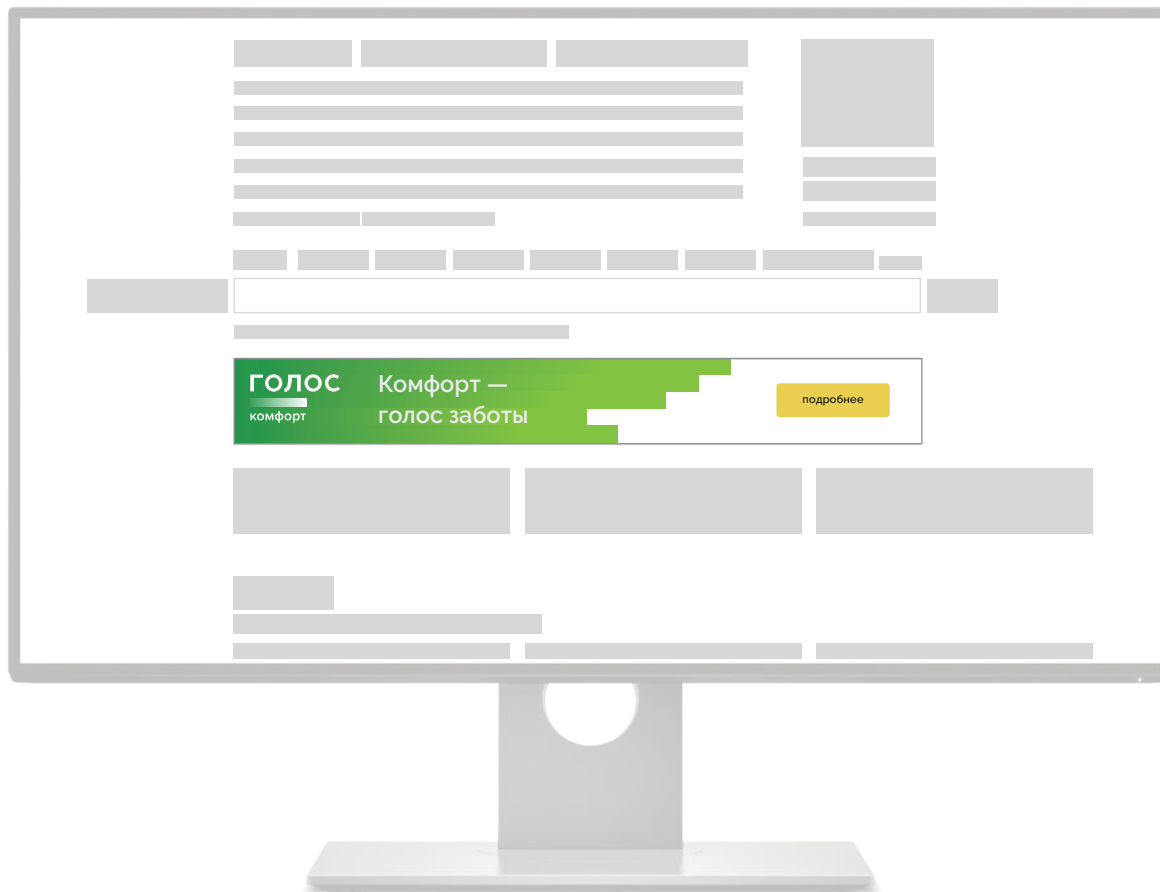 голос
комфорт
Комфорт —
голос заботы
подробнее